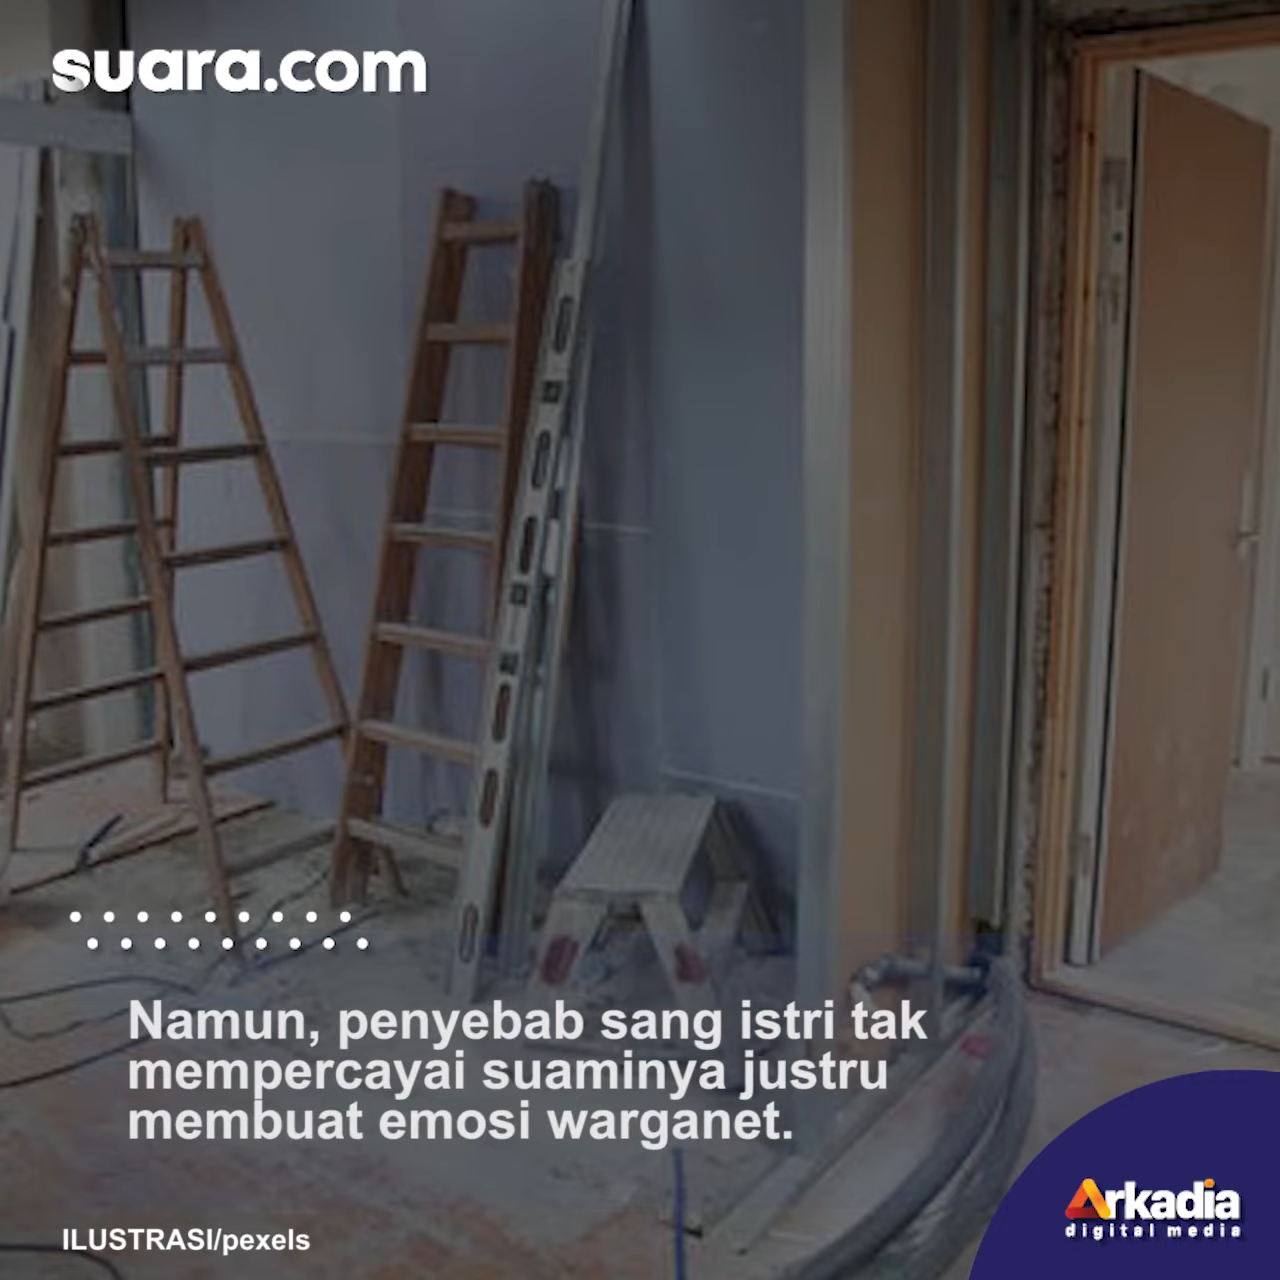 suara.com
Namun, penyebab sang istri tak
mempercayai suaminya justru
membuat emosi warganet.
ILUSTRASI/pexels
Arkadia
digital media